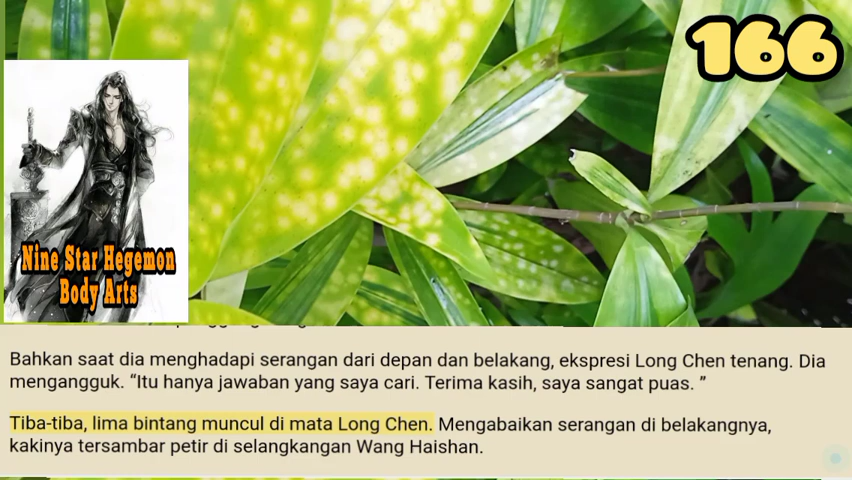 166
Nine Star Hegemon
Body Arts
Bahkan saat dia menghadapi serangan dari depan dan belakang, ekspresi Long Chen tenang. Dia
mengangguk. “Itu hanya jawaban yang saya cari. Terima kasih, saya sangat puas. ”
Tiba-tiba, lima bintang muncul di mata Long Chen. Mengabaikan serangan di belakangnya,
kakinya tersambar petir di selangkangan Wang Haishan.